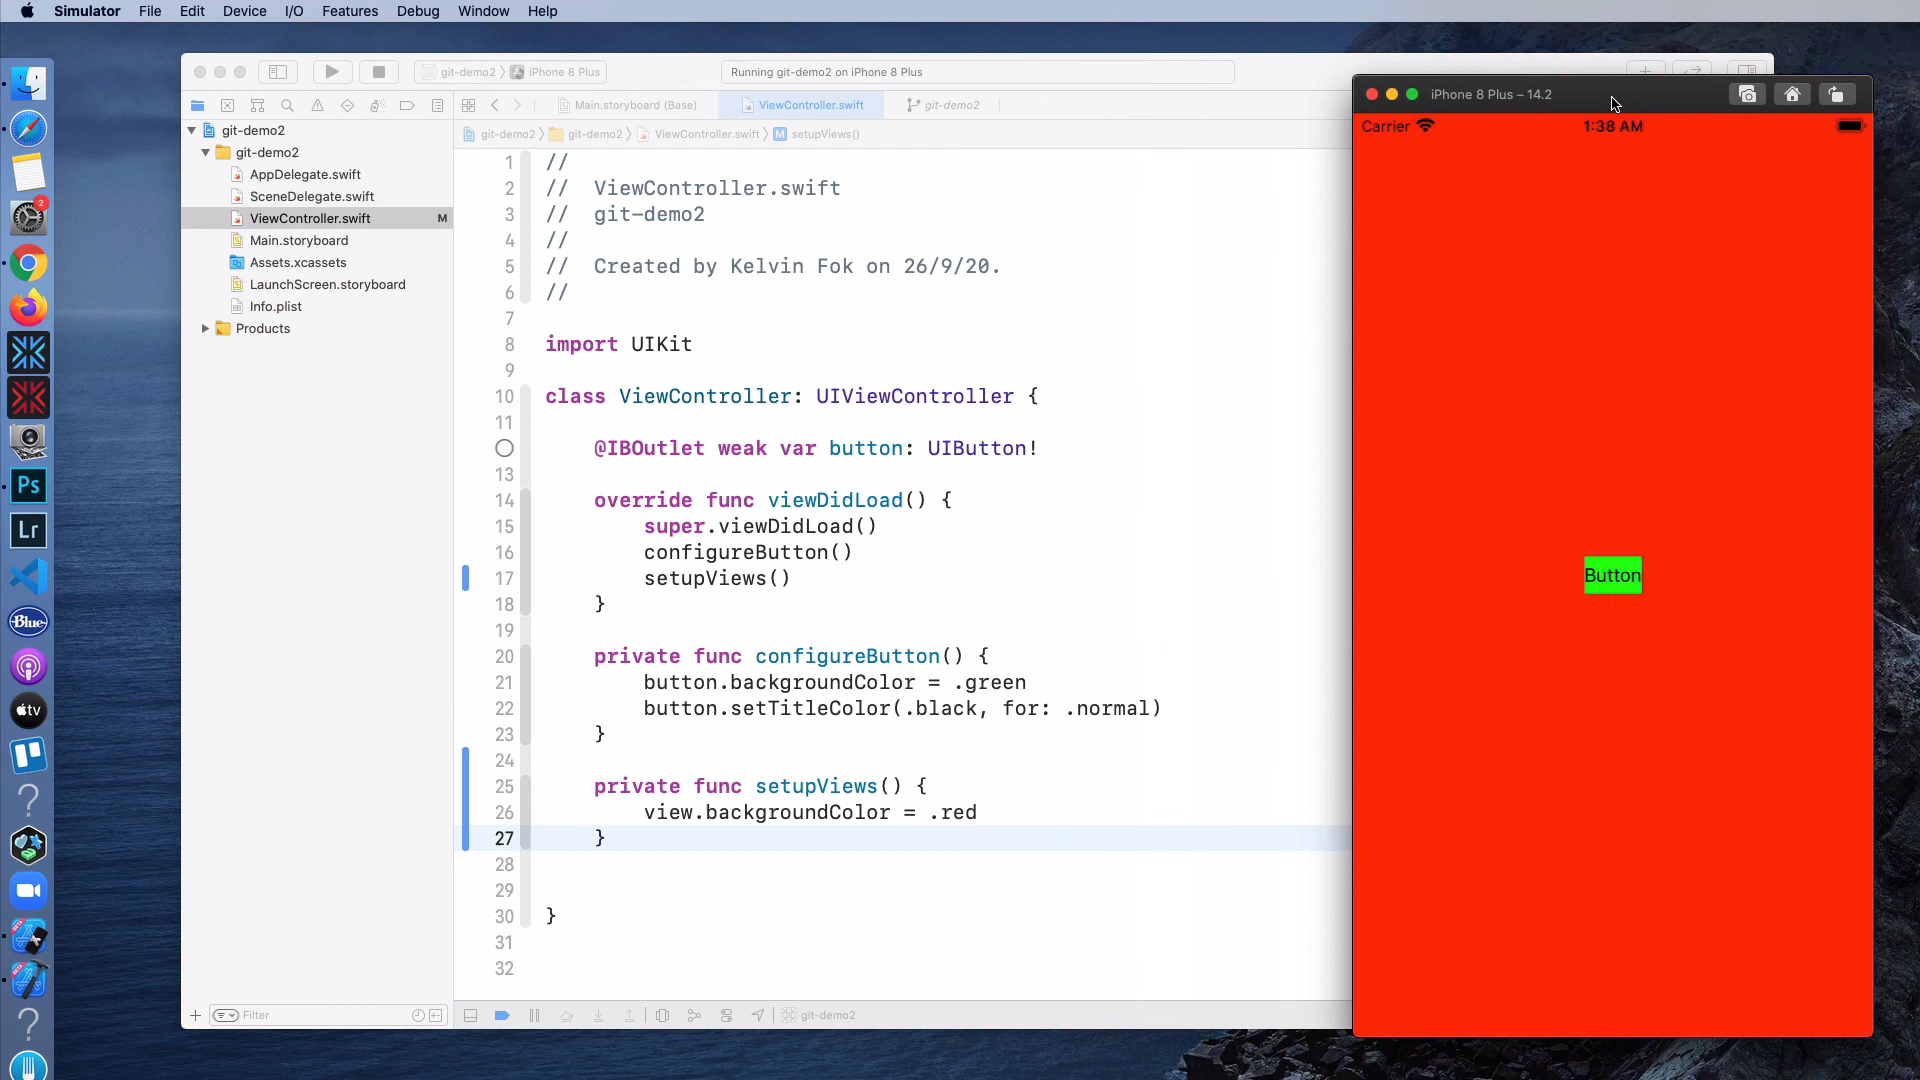 Simulator File Edit Device I/O Features Debug Window Help
git-demo2 iPhone 8 Plus
Running git-demo2 on iPhone 8 Plus
Main.storyboard (Base) ViewController.swift git-demo2
git-demo2 git-demo2 ViewController.swift M setupViews()
git-demo2
git-demo2
AppDelegate.swift
SceneDelegate.swift
ViewController.swift M
Main.storyboard
Assets.xcassets
LaunchScreen.storyboard
Info.plist
Products
1 //
2 // ViewController.swift
3 // git-demo2
4 //
5 // Created by Kelvin Fok on 26/9/20.
6 //
7
8 import UIKit
9
10 class ViewController: UIViewController {
11
@IBOutlet weak var button: UIButton!
13
14 override func viewDidLoad() {
15 super.viewDidLoad()
16 configureButton()
17 setupViews()
18 }
19
20 private func configureButton() {
21 button.backgroundColor = .green
22 button.setTitleColor(.black, for: .normal)
23 }
24
25 private func setupViews() {
26 view.backgroundColor = .red
27 }
28
29
30 }
31
32
Filter
git-demo2
iPhone 8 Plus – 14.2
Carrier 1:38 AM
Button
2
Ps
Lr
Blue
tv
BETA
BETA